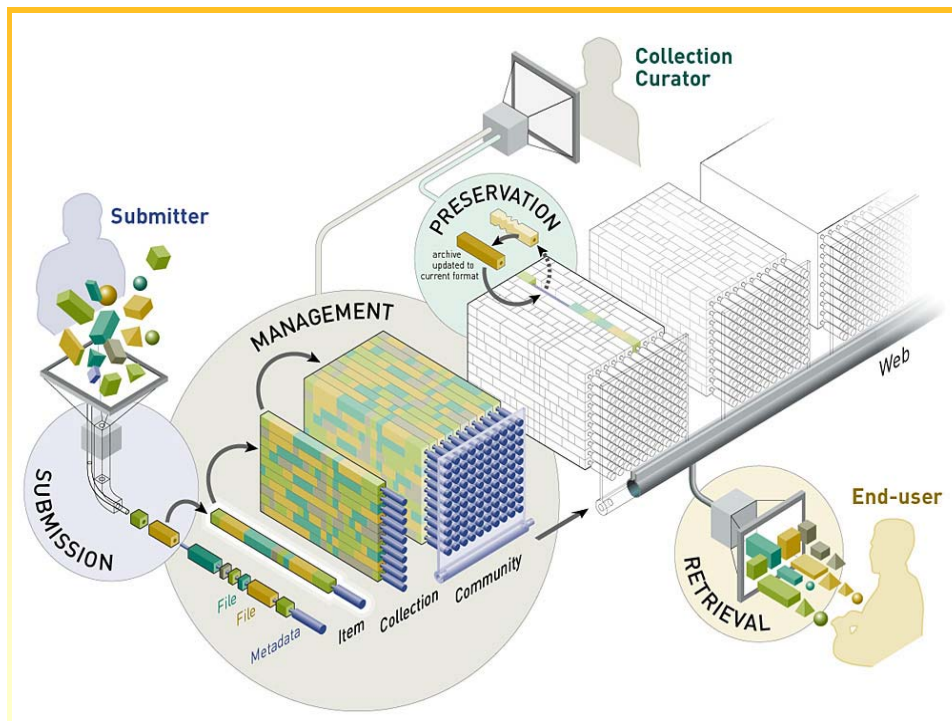 Collection
Curator
Submitter
PRESERVATION
archive
updated to
current format
MANAGEMENT
Web
SUBMISSION
End-user
RETRIEVAL
File
File
Metadata
Item
Collection
Community